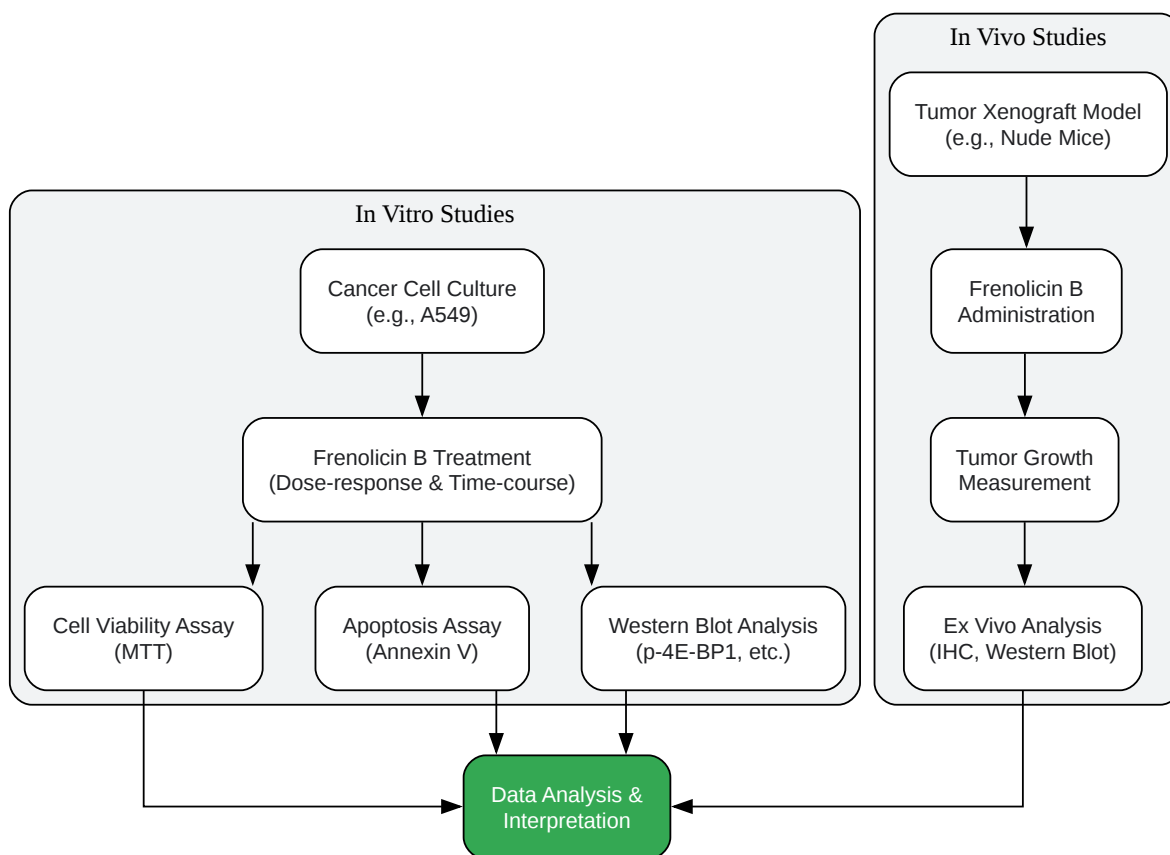 In Vivo Studies
Tumor Xenograft Model
(e.g., Nude Mice)
Frenolicin B
Administration
Tumor Growth
Measurement
Ex Vivo Analysis
(IHC, Western Blot)
In Vitro Studies
Cancer Cell Culture
(e.g., A549)
Frenolicin B Treatment
(Dose-response & Time-course)
Cell Viability Assay
(MTT)
Apoptosis Assay
(Annexin V)
Western Blot Analysis
(p-4E-BP1, etc.)
Data Analysis &
Interpretation